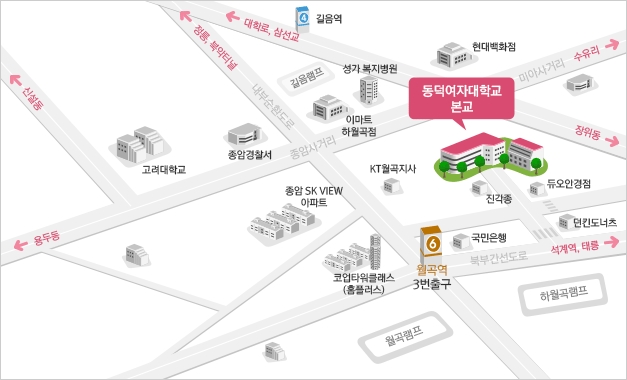 4
길음역
대학로, 삼선교
정릉, 북악터널
신설동
현대백화점
수유리
미아사거리
성가 복지병원
길음램프
내부순환도로
동덕여자대학교
본교
이마트
하월곡점
종암사거리
종암경찰서
고려대학교
장위동
KT월곡지사
진각종
듀오안경점
종암 SK VIEW
아파트
던킨도너츠
용두동
6
국민은행
석계역, 태릉
북부간선도로
월곡역
3번출구
코업타워클래스
(홈플러스)
하월곡램프
월곡램프